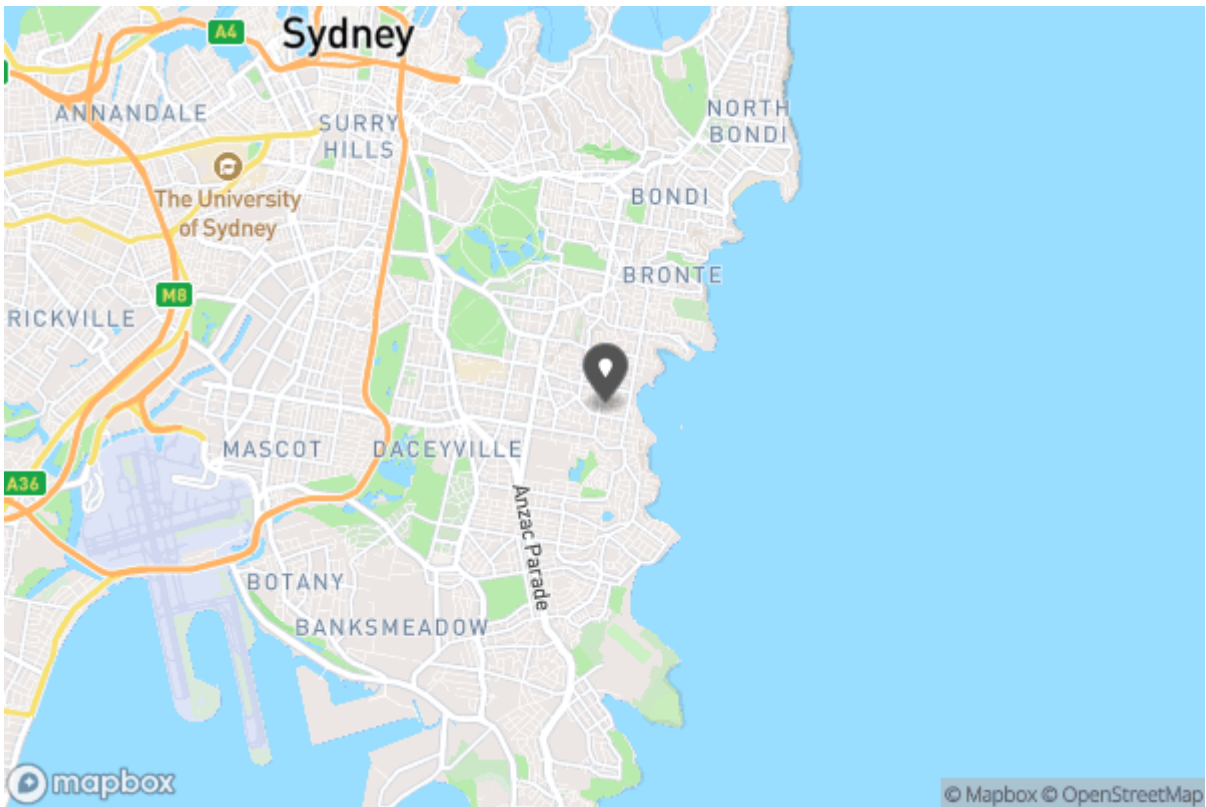 A4
Sydney
ANNANDALE
SURRY
HILLS
NORTH
BONDI
The University
of Sydney
BONDI
BRONTE
M8
RICKVILLE
MASCOT
DACEYVILLE
A36
Anzac Parade
BOTANY
BANKSMEADOW
mapbox
© Mapbox © OpenStreetMap